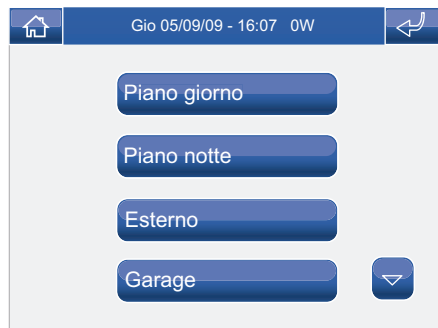 Gio 05/09/09 - 16:07 0W
Piano giorno
Piano notte
Esterno
Garage